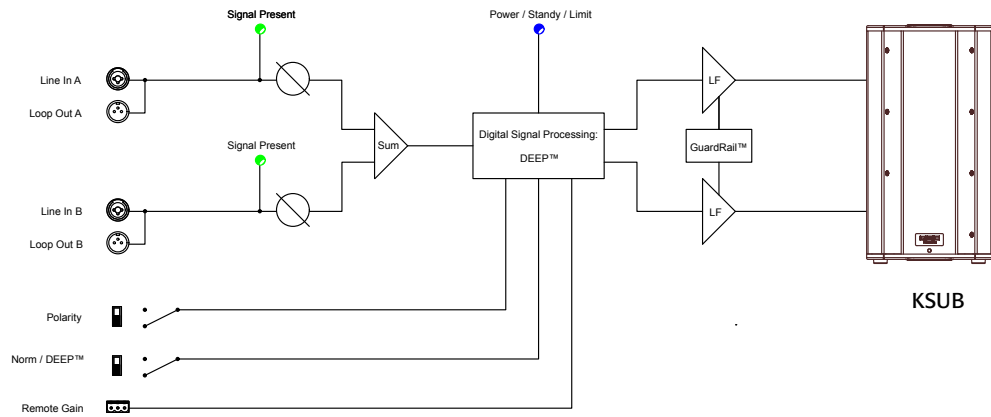 Signal Present
Power / Standy / Limit
Line In A
Loop Out A
LF
Digital Signal Processing:
DEEP™
Sum
GuardRail™
Signal Present
Line In B
Loop Out B
LF
KSUB
Polarity
Norm / DEEP™
Remote Gain